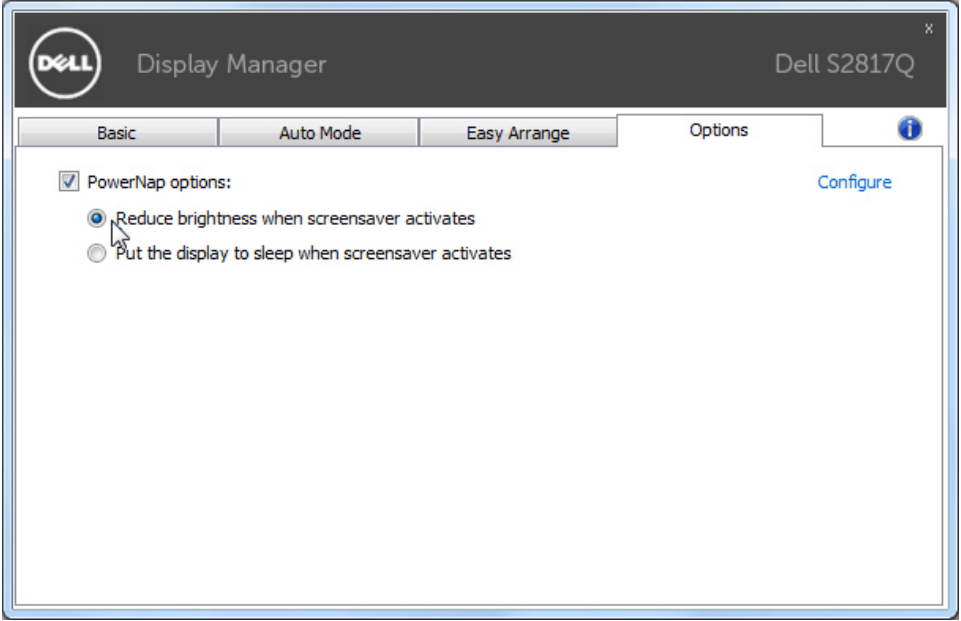 x
DELL
Display Manager
Dell S2817Q
Basic
Auto Mode
Easy Arrange
Options
i
PowerNap options:
Configure
Reduce brightness when screensaver activates
Put the display to sleep when screensaver activates